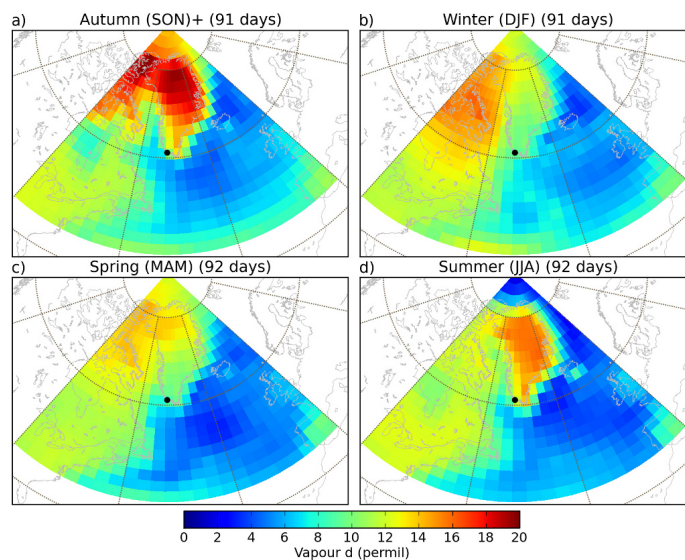 a) Autumn (SON)+ (91 days)
b) Winter (DJF) (91 days)
c) Spring (MAM) (92 days)
d) Summer (JJA) (92 days)
0 2 4 6 8 10 12 14 16 18 20
Vapour d (permil)